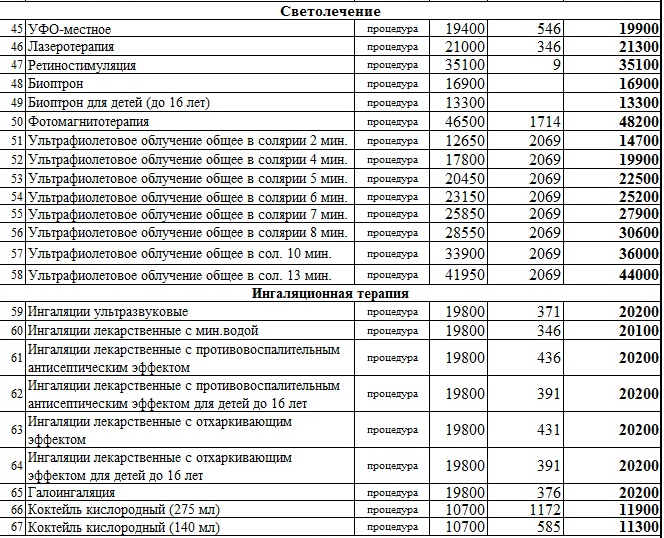 Светолечение
45 УФО-местное процедура 19400 546 19900
46 Лазеротерапия процедура 21000 346 21300
47 Ретиностимуляция процедура 35100 9 35100
48 Биоптрон процедура 16900 16900
49 Биоптрон для детей (до 16 лет) процедура 13300 13300
50 Фотомагнитотерапия процедура 46500 1714 48200
51 Ультрафиолетовое облучение общее в солярии 2 мин. процедура 12650 2069 14700
52 Ультрафиолетовое облучение общее в солярии 4 мин. процедура 17800 2069 19900
53 Ультрафиолетовое облучение общее в солярии 5 мин. процедура 20450 2069 22500
54 Ультрафиолетовое облучение общее в солярии 6 мин. процедура 23150 2069 25200
55 Ультрафиолетовое облучение общее в солярии 7 мин. процедура 25850 2069 27900
56 Ультрафиолетовое облучение общее в солярии 8 мин. процедура 28550 2069 30600
57 Ультрафиолетовое облучение общее в сол. 10 мин. процедура 33900 2069 36000
58 Ультрафиолетовое облучение общее в сол. 13 мин. процедура 41950 2069 44000
Ингаляционная терапия
59 Ингаляции ультразвуковые процедура 19800 371 20200
60 Ингаляции лекарственные с мин.водой процедура 19800 346 20100
61 Ингаляции лекарственные с противовоспалительным
антисептическим эффектом процедура 19800 436 20200
62 Ингаляции лекарственные с противовоспалительным
антисептическим эффектом для детей до 16 лет процедура 19800 391 20200
63 Ингаляции лекарственные с отхаркивающим
эффектом процедура 19800 431 20200
64 Ингаляции лекарственные с отхаркивающим
эффектом для детей до 16 лет процедура 19800 391 20200
65 Галоингаляция процедура 19800 376 20200
66 Коктейль кислородный (275 мл) процедура 10700 1172 11900
67 Коктейль кислородный (140 мл) процедура 10700 585 11300